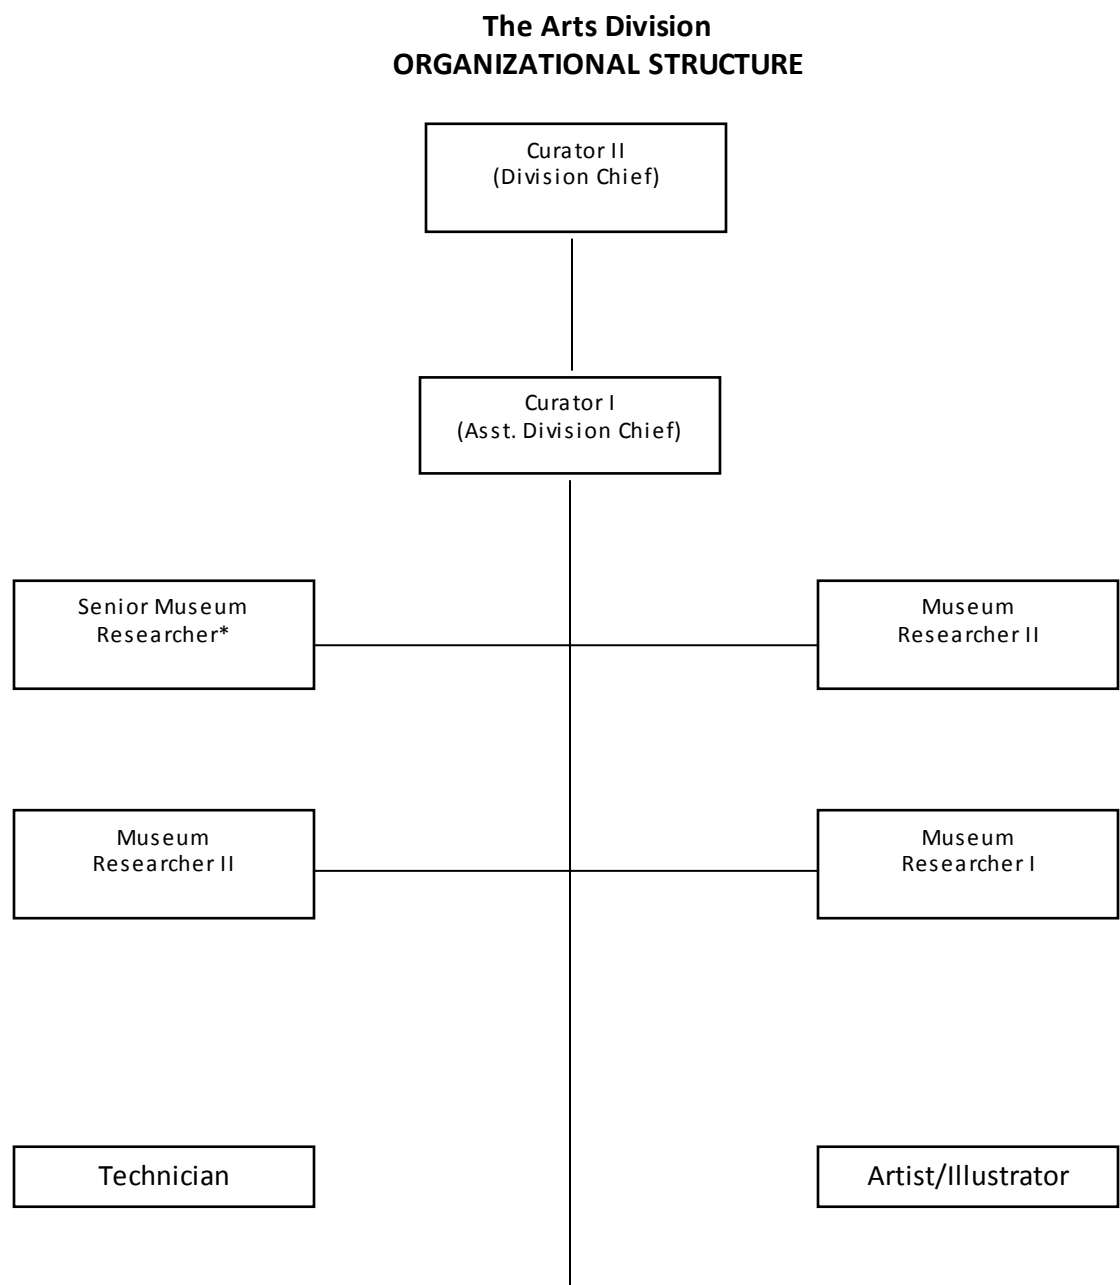 The Arts Division
ORGANIZATIONAL STRUCTURE
Curator II
(Division Chief)
Curator I
(Asst. Division Chief)
Senior Museum
Researcher*
Museum
Researcher II
Museum
Researcher II
Museum
Researcher I
Technician
Artist/Illustrator